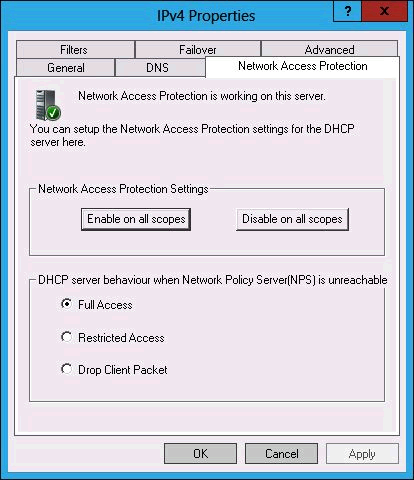 IPv4 Properties
? X
Filters Failover Advanced
General DNS Network Access Protection
Network Access Protection is working on this server.
You can setup the Network Access Protection settings for the DHCP
server here.
Network Access Protection Settings
Enable on all scopes Disable on all scopes
DHCP server behaviour when Network Policy Server(NPS) is unreachable
Full Access
Restricted Access
Drop Client Packet
OK Cancel Apply